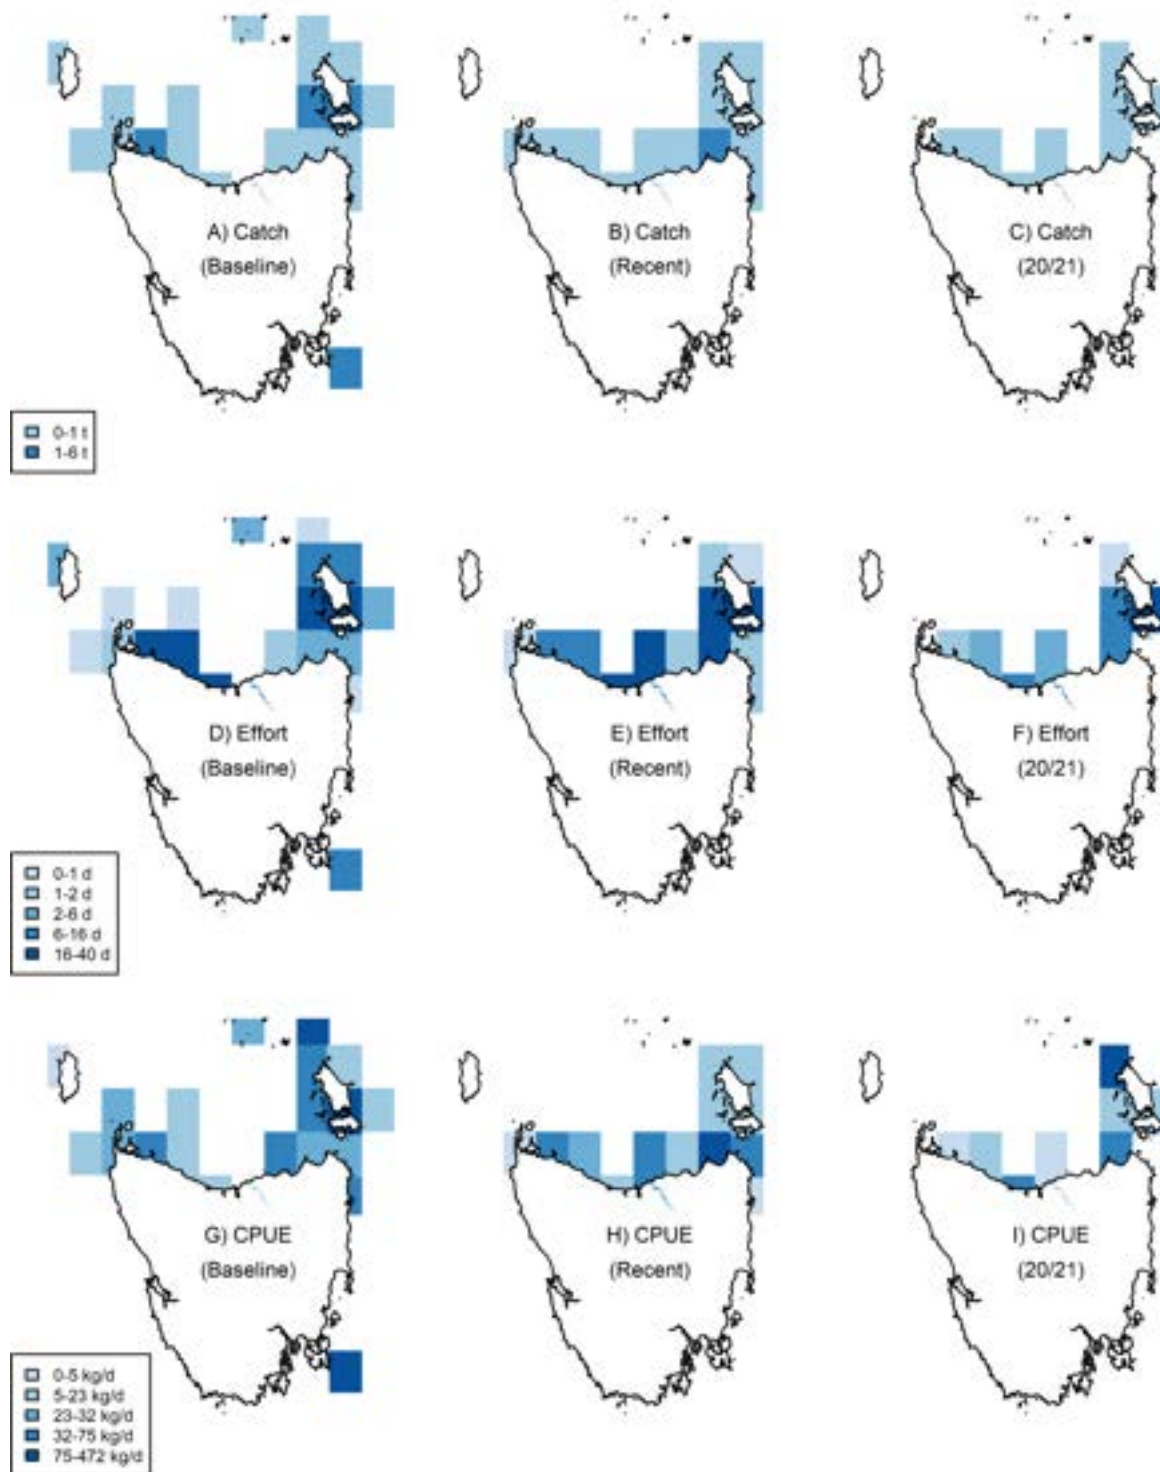 A) Catch
(Baseline)
B) Catch
(Recent)
C) Catch
(20/21)
0-1 t
1-6 t
D) Effort
(Baseline)
E) Effort
(Recent)
F) Effort
(20/21)
0-1 d
1-2 d
2-6 d
6-16 d
16-40 d
G) CPUE
(Baseline)
H) CPUE
(Recent)
I) CPUE
(20/21)
0-5 kg/d
5-23 kg/d
23-32 kg/d
32-75 kg/d
75-472 kg/d